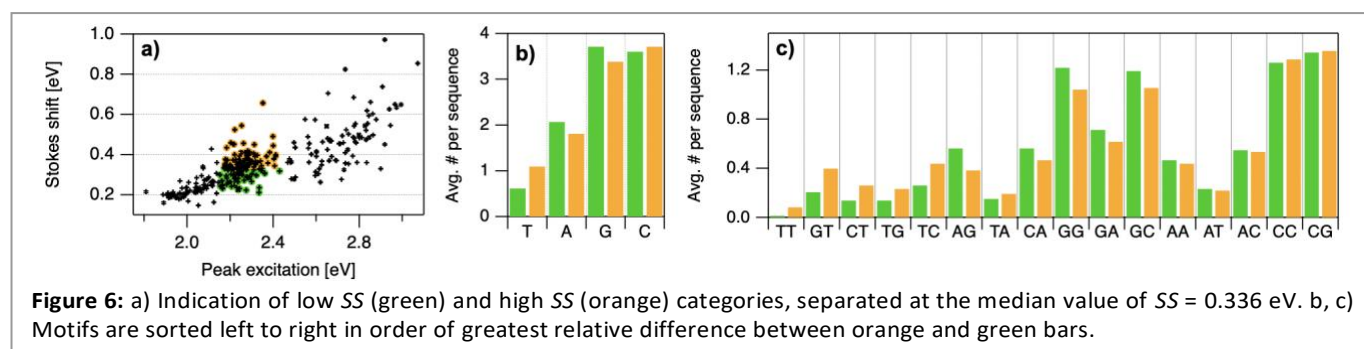 a)
Stokes shift [eV]
1.0
0.8
0.6
0.4
0.2
2.0 2.4 2.8
Peak excitation [eV]
b)
Avg. # per sequence
4
3
2
1
0
T A G C
c)
Avg. # per sequence
1.2
0.8
0.4
0.0
TT GT CT TG TC AG TA CA GG GA GC AA AT AC CC CG
Figure 6: a) Indication of low SS (green) and high SS (orange) categories, separated at the median value of SS = 0.336 eV. b, c)
Motifs are sorted left to right in order of greatest relative difference between orange and green bars.